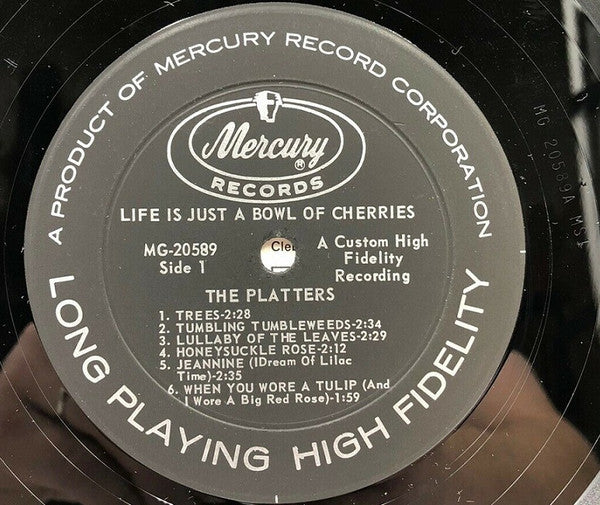 A PRODUCT OF MERCURY RECORD CORPORATION
Mercury®
RECORDS
LIFE IS JUST A BOWL OF CHERRIES
MG-20589
Side 1
A Custom High
Fidelity
Recording
THE PLATTERS
1. TREES-2:28
2. TUMBLING TUMBLEWEEDS-2:34
3. LULLABY OF THE LEAVES-2:29
4. HONEYSUCKLE ROSE-2:12
5. JEANNINE (IDream Of Lilac
Time)-2:35
6. WHEN YOU WORE A TULIP (And
I Wore A Big Red Rose)-1:59
LONG PLAYING HIGH FIDELITY
MG 20589A